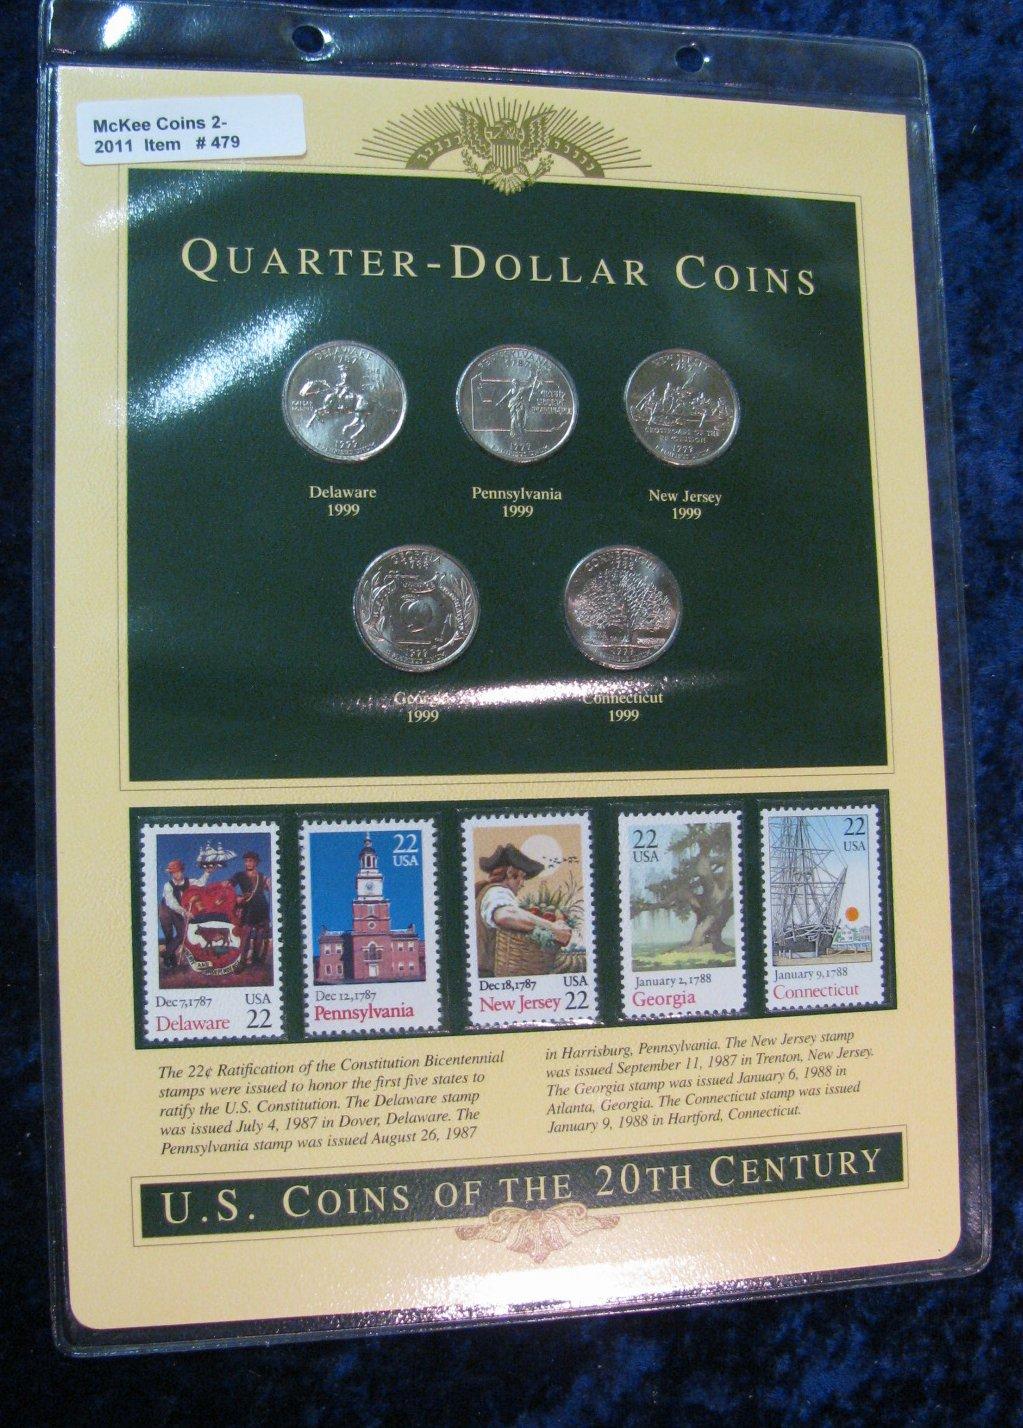 McKee Coins 2-
2011 Item # 479
QUARTER-DOLLAR COINS
Delaware
1999
Pennsylvania
1999
New Jersey
1999
Georgia
1999
Connecticut
1999
Dec 7, 1787 USA
Delaware 22
22
USA
Dec 12, 1787
Pennsylvania
Dec 18, 1787 USA
New Jersey 22
22
USA
January 2, 1788
Georgia
22
USA
January 9, 1788
Connecticut
The 22¢ Ratification of the Constitution Bicentennial
stamps were issued to honor the first five states to
ratify the U.S. Constitution. The Delaware stamp
was issued July 4, 1987 in Dover, Delaware. The
Pennsylvania stamp was issued August 26, 1987
in Harrisburg, Pennsylvania. The New Jersey stamp
was issued September 11, 1987 in Trenton, New Jersey.
The Georgia stamp was issued January 6, 1988 in
Atlanta, Georgia. The Connecticut stamp was issued
January 9, 1988 in Hartford, Connecticut.
U.S. COINS OF THE 20TH CENTURY